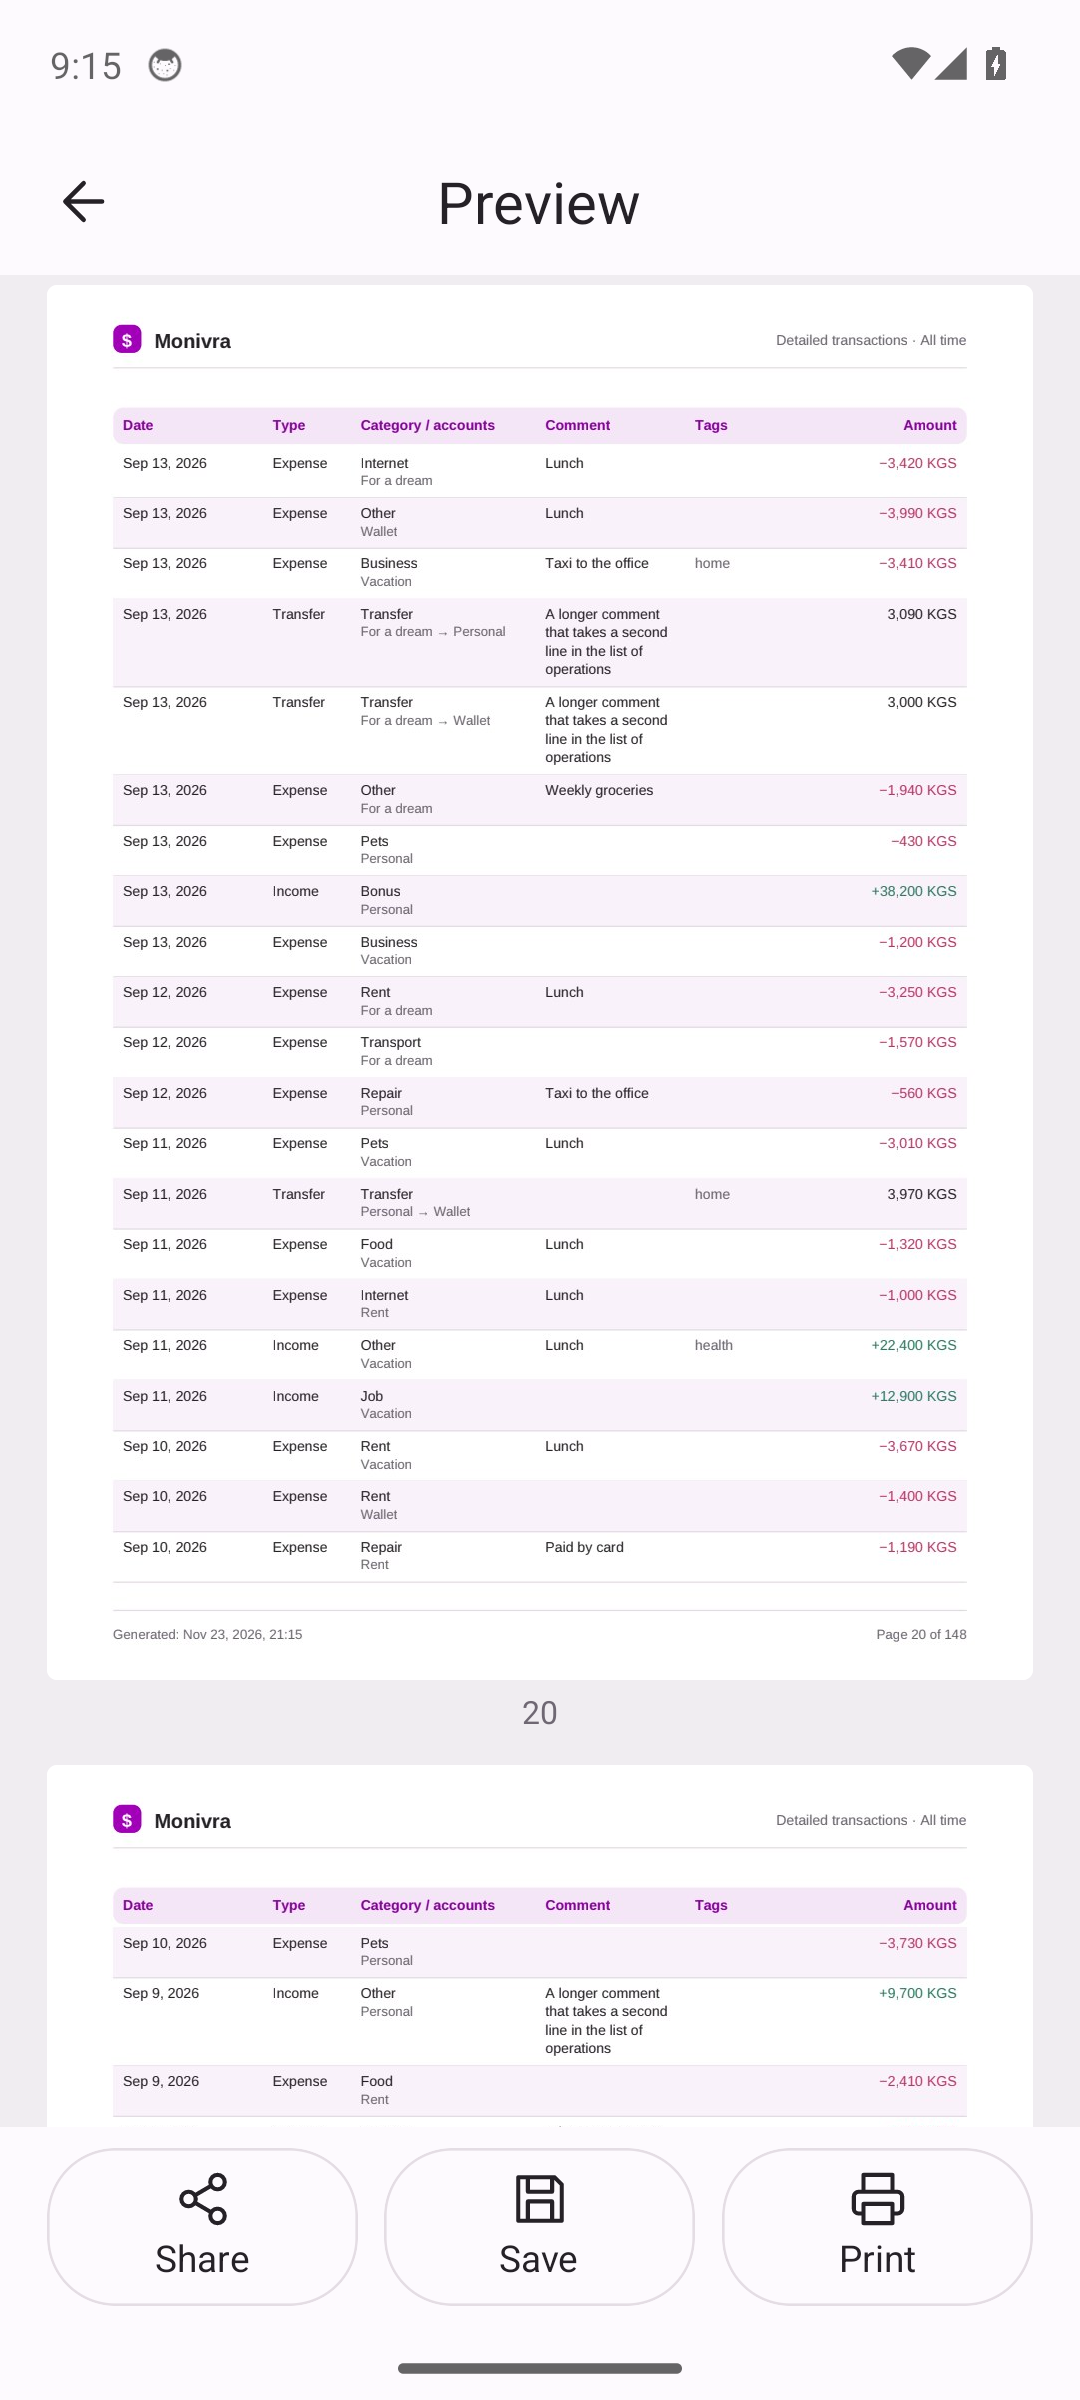 9:15
Preview
$ Monivra
Detailed transactions · All time
Date Type Category / accounts Comment Tags Amount
Sep 13, 2026 Expense Internet Lunch −3,420 KGS
For a dream
Sep 13, 2026 Expense Other Lunch −3,990 KGS
Wallet
Sep 13, 2026 Expense Business Taxi to the office home −3,410 KGS
Vacation
Sep 13, 2026 Transfer Transfer A longer comment 3,090 KGS
For a dream → Personal that takes a second
line in the list of
operations
Sep 13, 2026 Transfer Transfer A longer comment 3,000 KGS
For a dream → Wallet that takes a second
line in the list of
operations
Sep 13, 2026 Expense Other Weekly groceries −1,940 KGS
For a dream
Sep 13, 2026 Expense Pets −430 KGS
Personal
Sep 13, 2026 Income Bonus +38,200 KGS
Personal
Sep 13, 2026 Expense Business −1,200 KGS
Vacation
Sep 12, 2026 Expense Rent Lunch −3,250 KGS
For a dream
Sep 12, 2026 Expense Transport −1,570 KGS
For a dream
Sep 12, 2026 Expense Repair Taxi to the office −560 KGS
Personal
Sep 11, 2026 Expense Pets Lunch −3,010 KGS
Vacation
Sep 11, 2026 Transfer Transfer home 3,970 KGS
Personal → Wallet
Sep 11, 2026 Expense Food Lunch −1,320 KGS
Vacation
Sep 11, 2026 Expense Internet Lunch −1,000 KGS
Rent
Sep 11, 2026 Income Other Lunch health +22,400 KGS
Vacation
Sep 11, 2026 Income Job +12,900 KGS
Vacation
Sep 10, 2026 Expense Rent Lunch −3,670 KGS
Vacation
Sep 10, 2026 Expense Rent −1,400 KGS
Wallet
Sep 10, 2026 Expense Repair Paid by card −1,190 KGS
Rent
Generated: Nov 23, 2026, 21:15 Page 20 of 148
20
$ Monivra
Detailed transactions · All time
Date Type Category / accounts Comment Tags Amount
Sep 10, 2026 Expense Pets −3,730 KGS
Personal
Sep 9, 2026 Income Other A longer comment +9,700 KGS
Personal that takes a second
line in the list of
operations
Sep 9, 2026 Expense Food −2,410 KGS
Rent
Share Save Print